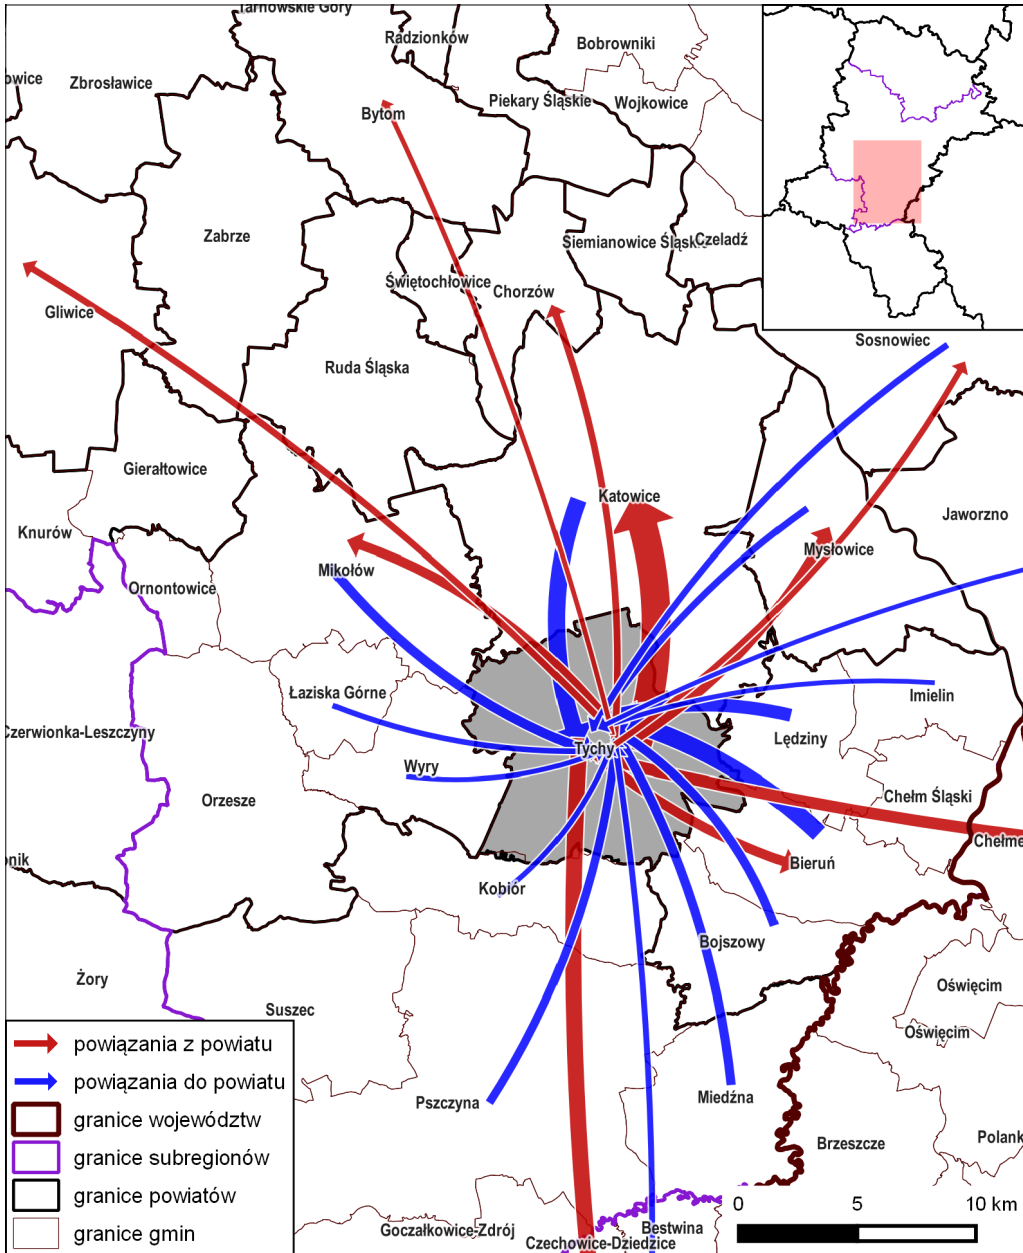 Tarnowskie Góry
Radzionków
Bobrowniki
owice
Zbrosławice
Piekary Śląskie
Wojkowice
Bytom
Zabrze
Siemianowice Śląskie
Czeladź
Świętochłowice
Chorzów
Gliwice
Sosnowiec
Ruda Śląska
Gierałtowice
Katowice
Jaworzno
Knurów
Mysłowice
Mikołów
Ornontowice
Łaziska Górne
Imielin
Czerwionka-Leszczyny
Lędziny
Tychy
Wyry
Orzesze
Chełm Śląski
Chełme
onik
Bieruń
Kobiór
Bojszowy
Żory
Oświęcim
Suszec
Oświęcim
powiązania z powiatu
powiązania do powiatu
granice województw
granice subregionów
granice powiatów
granice gmin
Pszczyna
Miedźna
Brzeszcze
Polank
Goczałkowice-Zdrój
Bestwina
Czechowice-Dziedzice
0 5 10 km